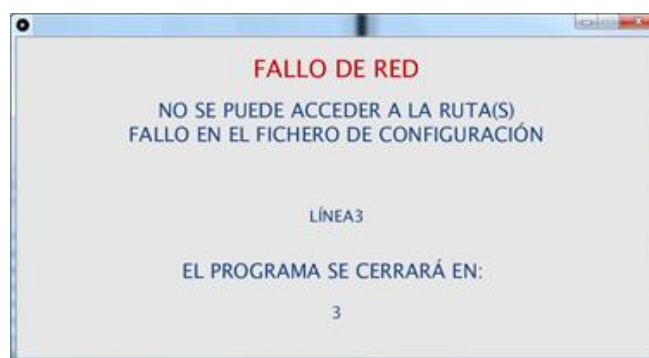 FALLO DE RED
NO SE PUEDE ACCEDER A LA RUTA(S)
FALLO EN EL FICHERO DE CONFIGURACIÓN
LÍNEA3
EL PROGRAMA SE CERRARÁ EN:
3